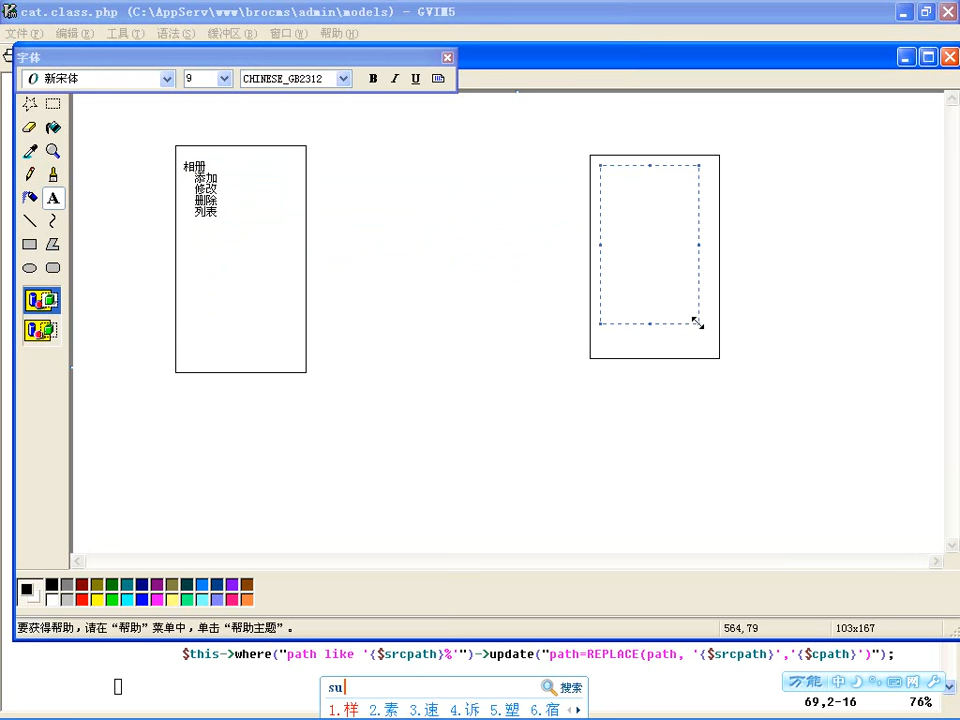 cat.class.php (C:\AppServ\www\brocms\admin\models) - GVIM5
文件(F) 编辑(E) 工具(T) 语法(S) 缓冲区(B) 窗口(W) 帮助(H)
字体
新宋体 9 CHINESE_GB2312 B I U
A
相册
添加
修改
删除
列表
要获得帮助，请在“帮助”菜单中，单击“帮助主题”。 564,79 103x167
$this->where("path like '{$srcpath}%'")->update("path=REPLACE(path, '{$srcpath}','{$cpath}')");
su 搜索
1.样 2.素 3.速 4.诉 5.塑 6.宿
万能 中 网
69,2-16 76%